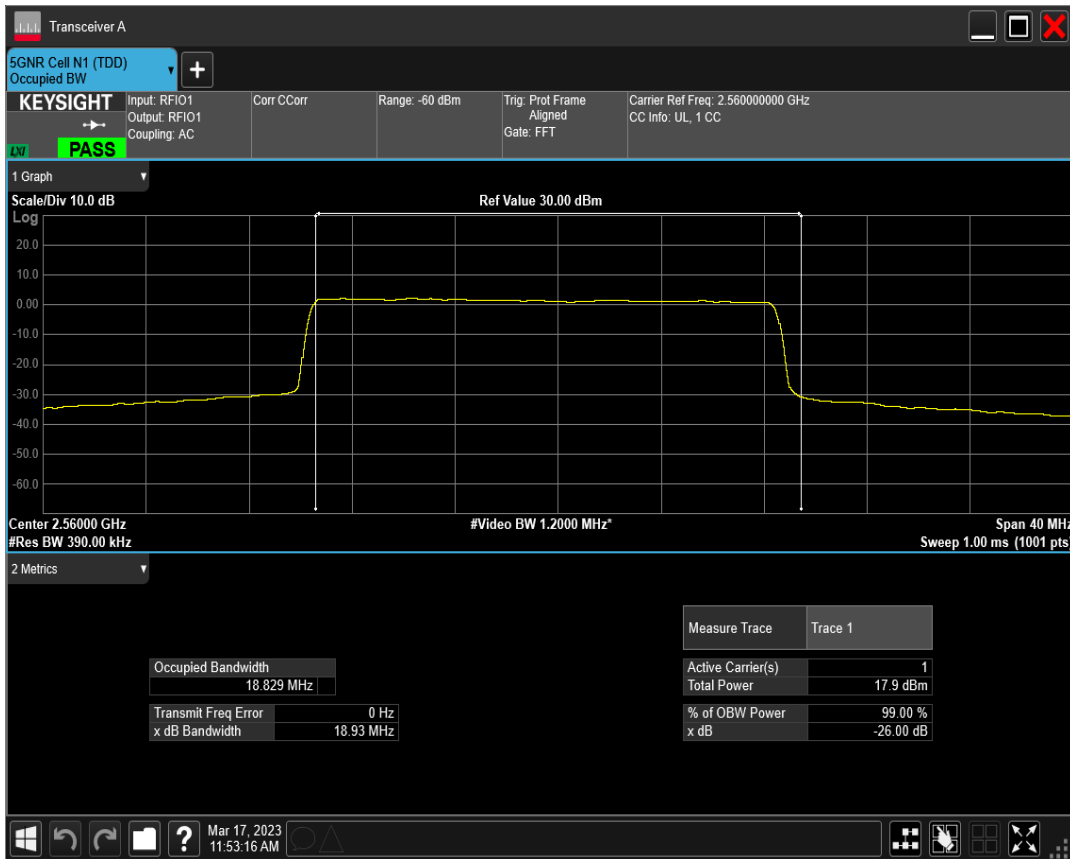 Transceiver A
5GNR Cell N1 (TDD)
Occupied BW
+
KEYSIGHT
LXI
PASS
Input: RFIO1
Output: RFIO1
Coupling: AC
Corr CCorr
Range: -60 dBm
Trig: Prot Frame
Aligned
Gate: FFT
Carrier Ref Freq: 2.560000000 GHz
CC Info: UL, 1 CC
1 Graph
Scale/Div 10.0 dB
Ref Value 30.00 dBm
Log
20.0
10.0
0.00
-10.0
-20.0
-30.0
-40.0
-50.0
-60.0
Center 2.56000 GHz
#Video BW 1.2000 MHz*
Span 40 MHz
#Res BW 390.00 kHz
Sweep 1.00 ms (1001 pts)
2 Metrics
Measure Trace Trace 1
Occupied Bandwidth
18.829 MHz
Active Carrier(s) 1
Total Power 17.9 dBm
Transmit Freq Error 0 Hz
x dB Bandwidth 18.93 MHz
% of OBW Power 99.00 %
x dB -26.00 dB
?
Mar 17, 2023
11:53:16 AM